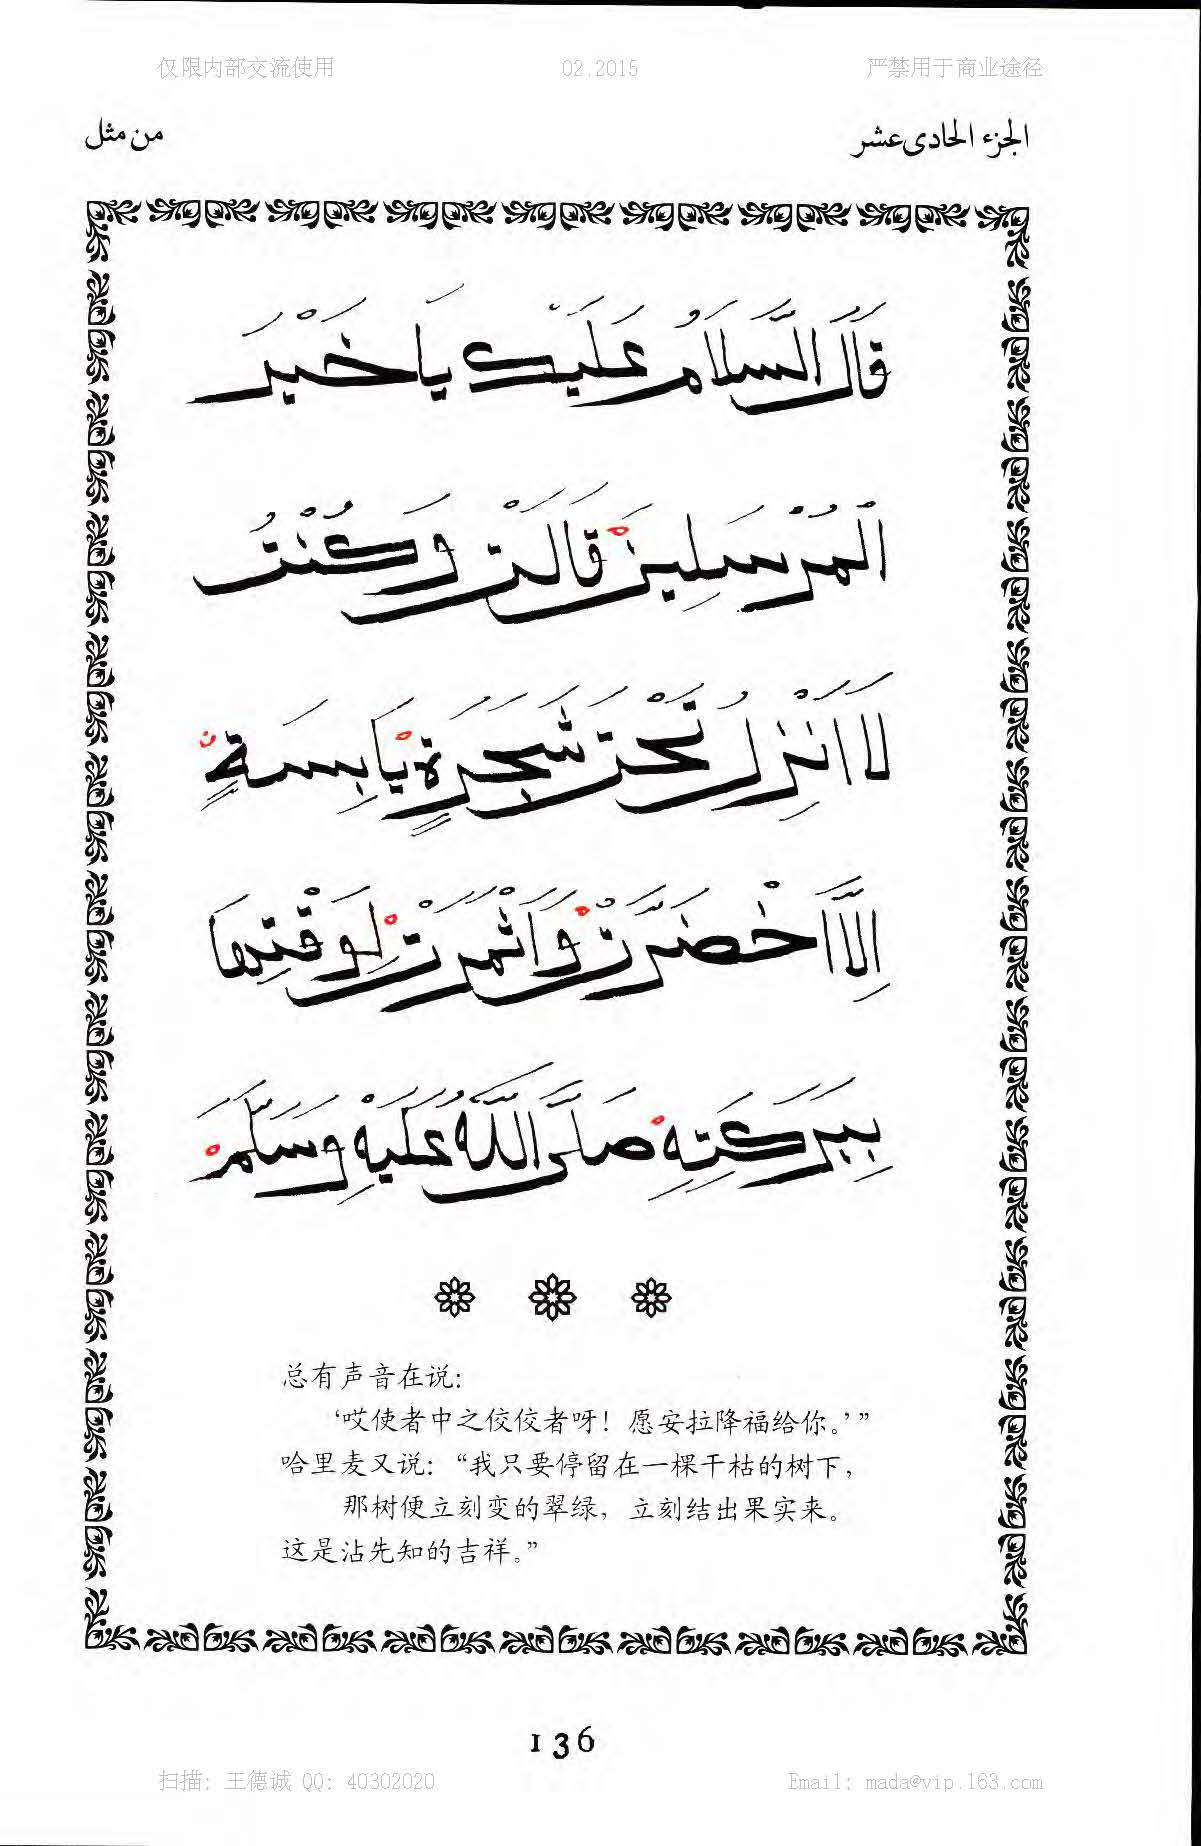 仅限内部交流使用 02.2015 严禁用于商业途径
الجزء الحادى عشر من مثل
قَالَ السَّلَامُ عَلَيْكَ يَا خَيْرَ
الْمُرْسَلِينَ قَالَتْ وَكُنْتُ
لَا اَنْزِلُ تَحْتَ شَجَرَةٍ يَابِسَةٍ
اِلَّا اخْضَرَّتْ وَاَثْمَرَتْ لِوَقْتِهَا
بِبَرَكَتِهِ صَلَّى اللَّهُ عَلَيْهِ وَسَلَّمَ
总有声音在说：
‘哎使者中之佼佼者呀！愿安拉降福给你。’”
哈里麦又说：“我只要停留在一棵干枯的树下，
那树便立刻变的翠绿，立刻结出果实来。
这是沾先知的吉祥。”
136
扫描: 王德诚 QQ: 40302020 Email: mada@vip.163.com